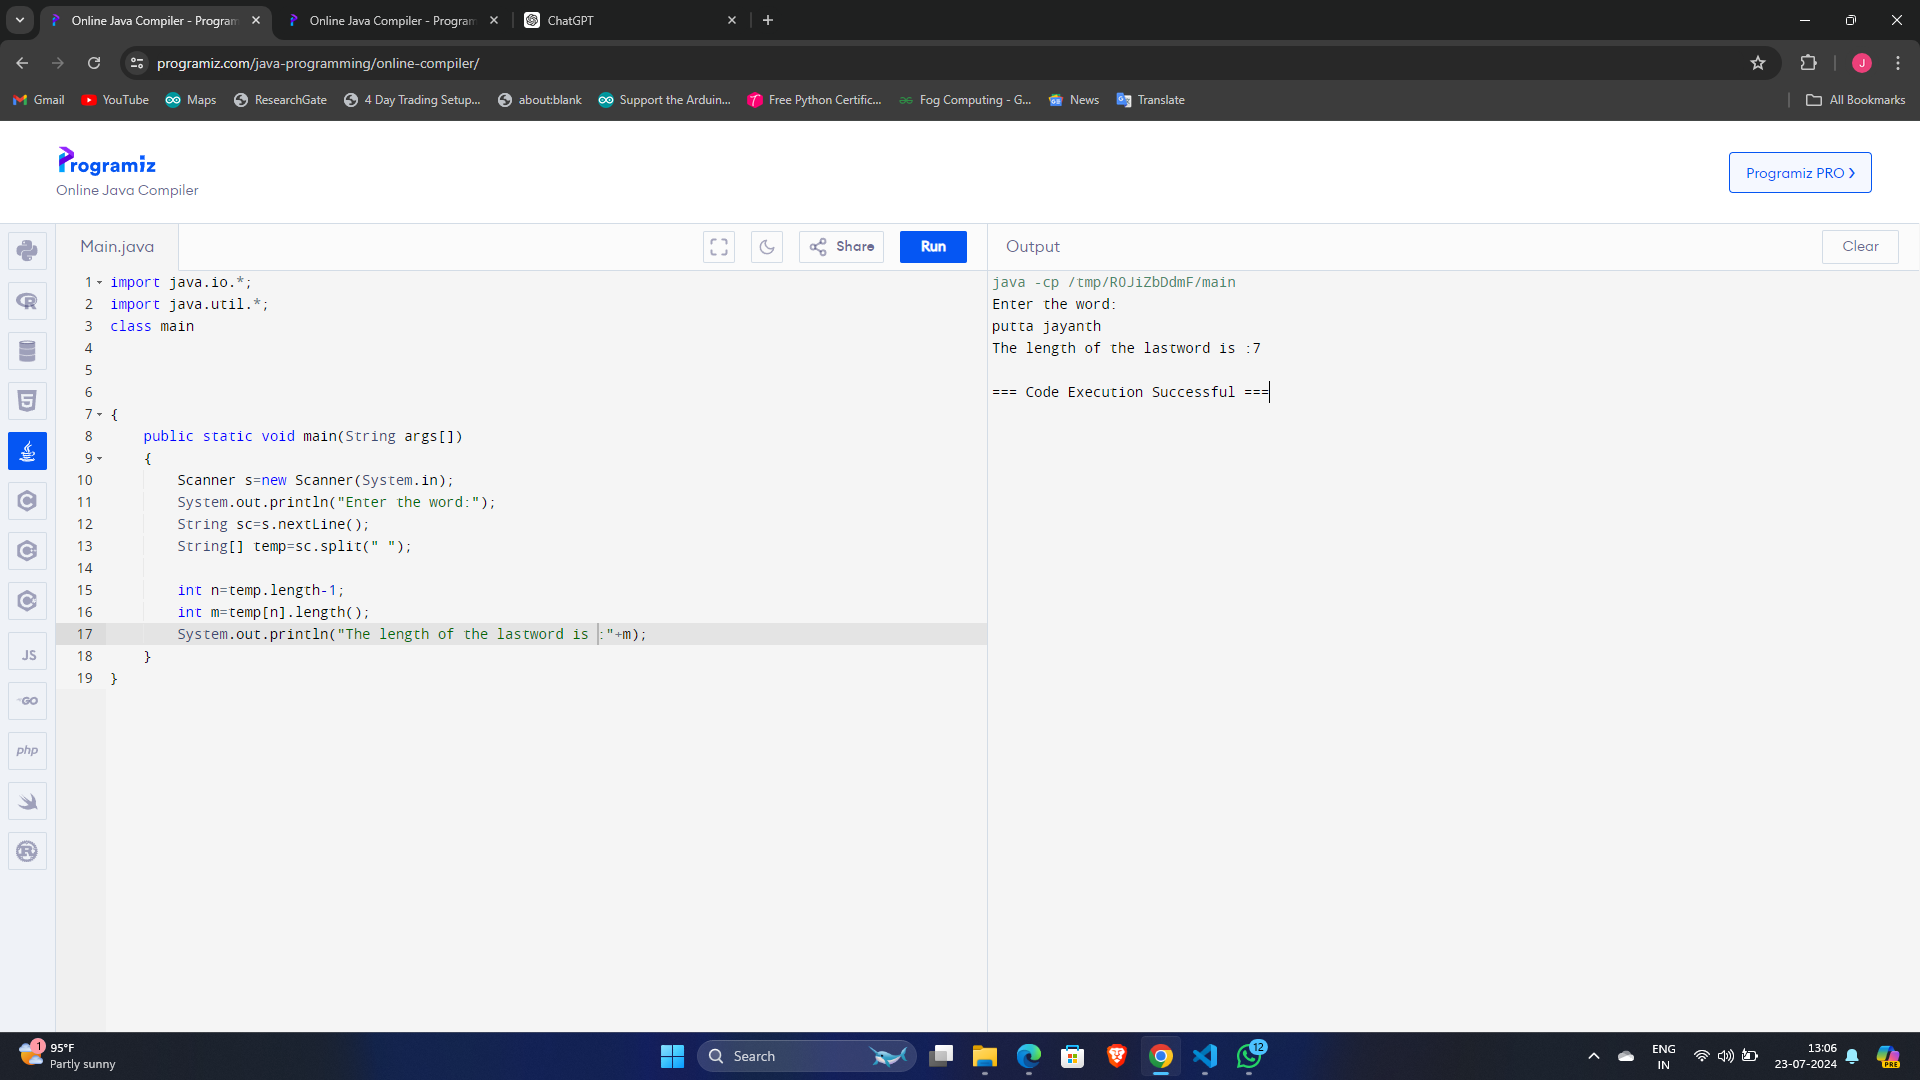 Online Java Compiler - Program
Online Java Compiler - Program
ChatGPT
programiz.com/java-programming/online-compiler/
J
Gmail
YouTube
Maps
ResearchGate
4 Day Trading Setup...
about:blank
Support the Arduin...
Free Python Certific...
Fog Computing - G...
News
Translate
All Bookmarks
Programiz
Online Java Compiler
Programiz PRO
Main.java
Share
Run
Output
Clear
1 import java.io.*;
2 import java.util.*;
3 class main
4
5
6
7 {
8 public static void main(String args[])
9 {
10 Scanner s=new Scanner(System.in);
11 System.out.println("Enter the word:");
12 String sc=s.nextLine();
13 String[] temp=sc.split(" ");
14
15 int n=temp.length-1;
16 int m=temp[n].length();
17 System.out.println("The length of the lastword is :"+m);
18 }
19 }
java -cp /tmp/R0JiZbDdmF/main
Enter the word:
putta jayanth
The length of the lastword is :7
=== Code Execution Successful ===
R
5
C
C
C
JS
GO
php
R
1
95°F
Partly sunny
Search
12
ENG
IN
13:06
23-07-2024
PRE